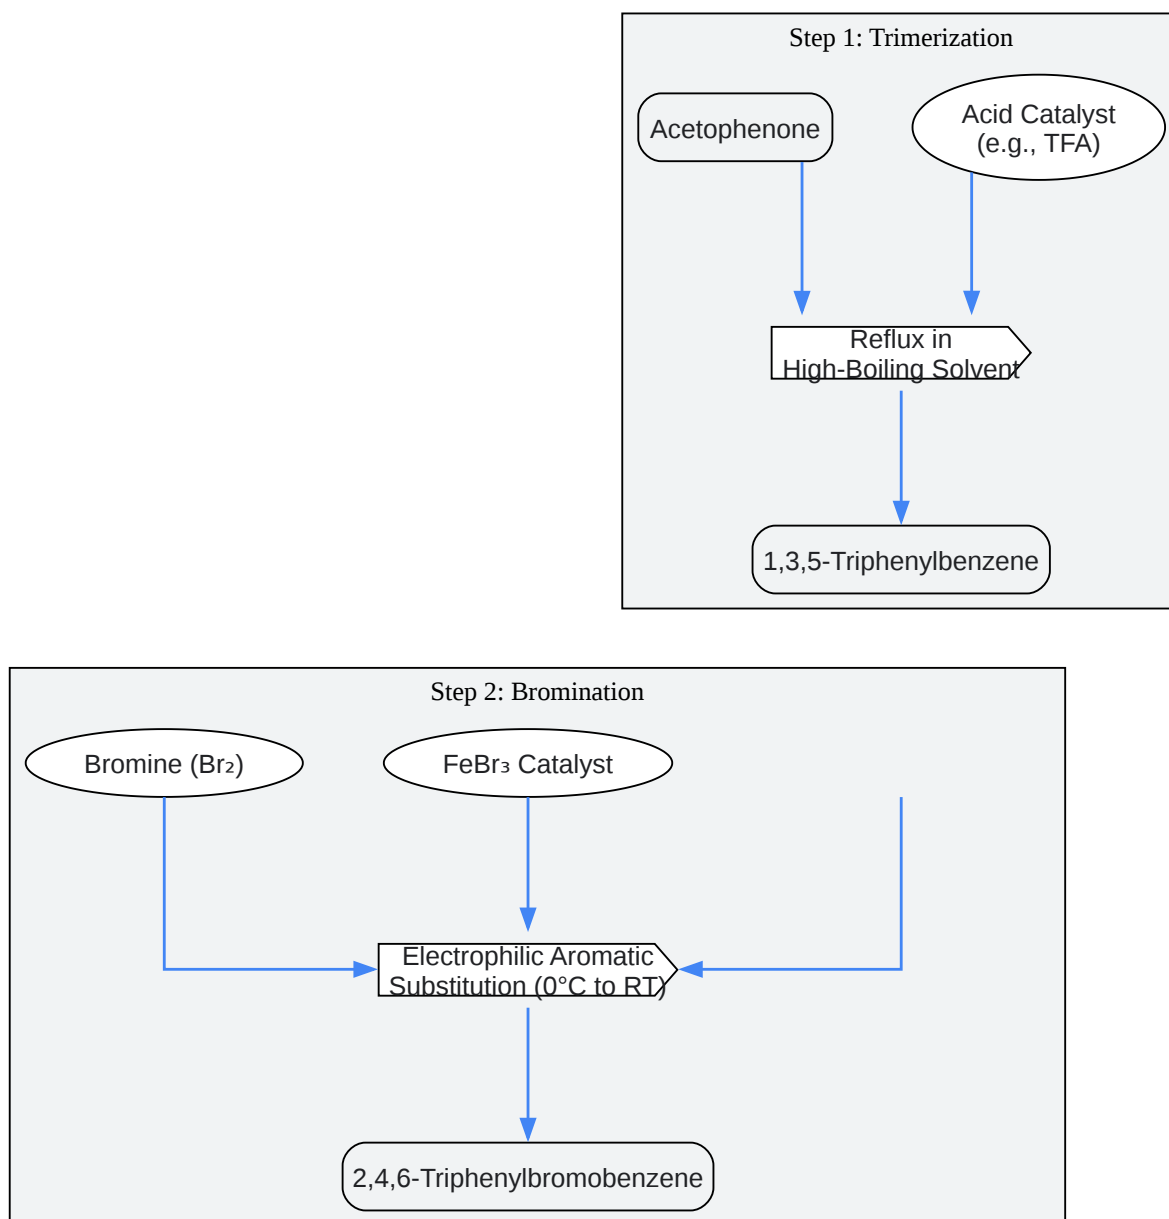 Step 1: Trimerization
Acetophenone
Acid Catalyst
(e.g., TFA)
Reflux in
High-Boiling Solvent
1,3,5-Triphenylbenzene
Step 2: Bromination
Bromine (Br₂)
FeBr₃ Catalyst
Electrophilic Aromatic
Substitution (0°C to RT)
2,4,6-Triphenylbromobenzene